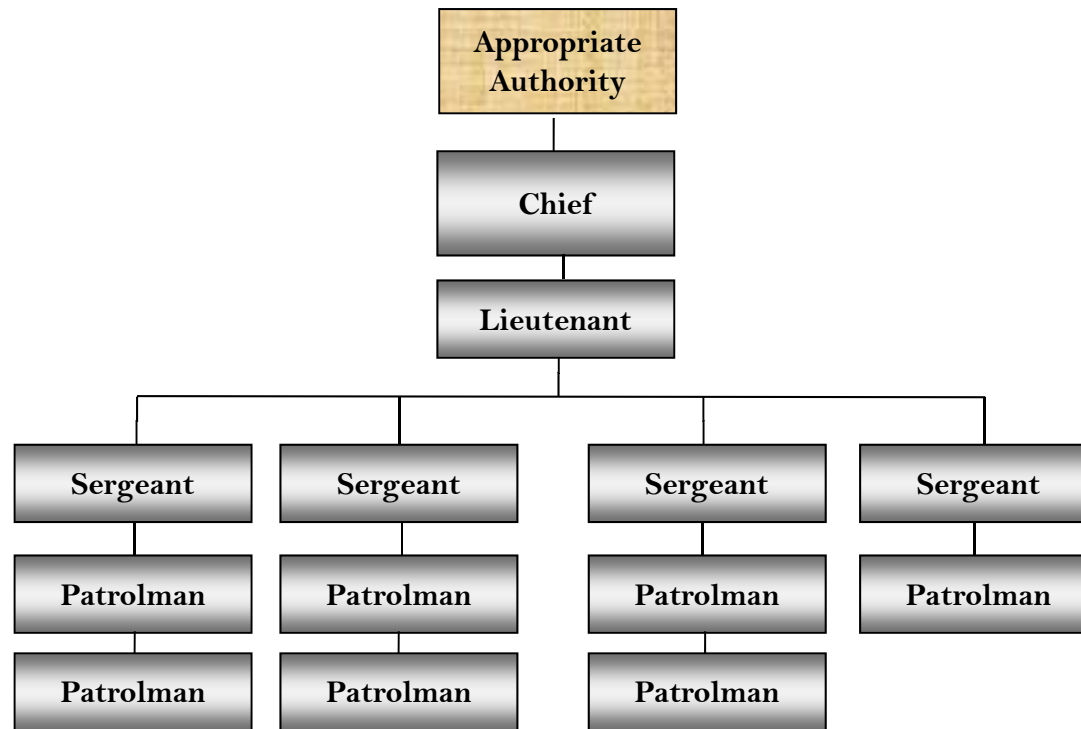 Appropriate
Authority
Chief
Lieutenant
Sergeant Sergeant Sergeant Sergeant
Patrolman Patrolman Patrolman Patrolman
Patrolman Patrolman Patrolman